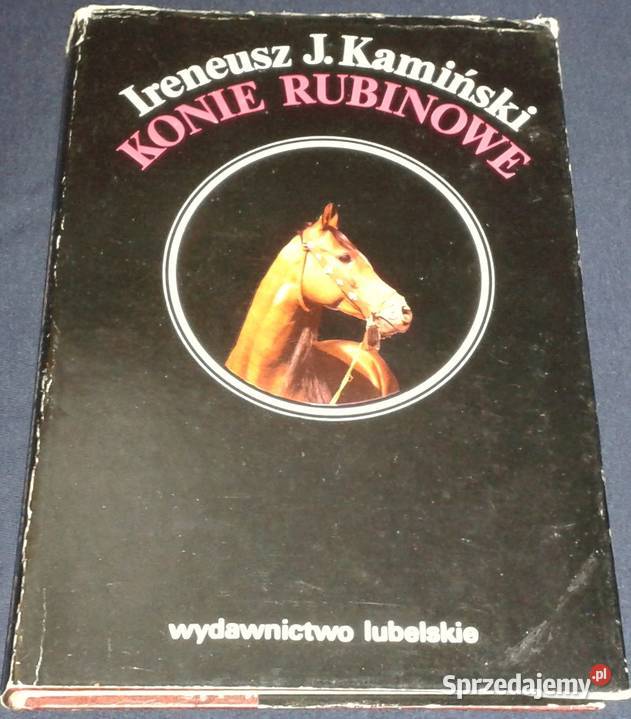 Ireneusz J. Kamiński
KONIE RUBINOWE
wydawnictwo lubelskie
Sprzedajemy.pl